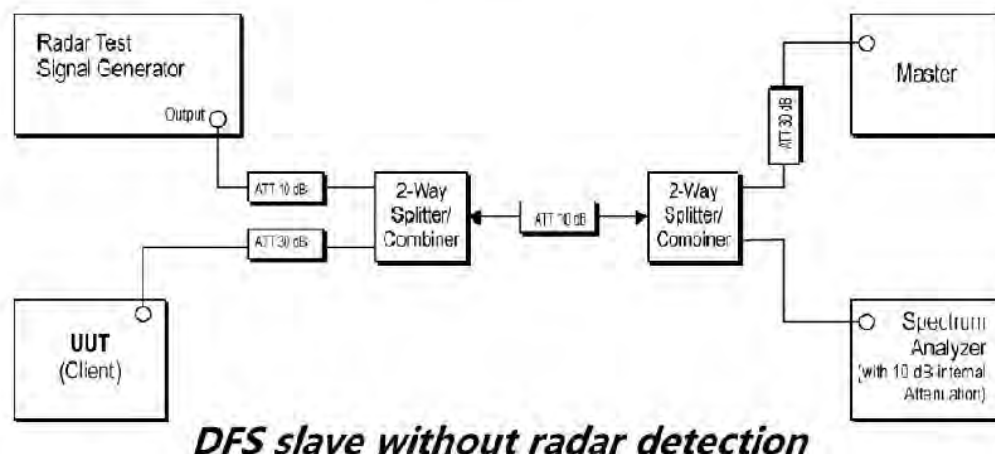 Radar Test
Signal Generator
Output
ATT 10 dB
ATT 30 dB
2-Way
Splitter/
Combiner
ATT 10 dB
2-Way
Splitter/
Combiner
ATT 30 dB
Master
UUT
(Client)
Spectrum
Analyzer
(with 10 dB internal
Attenuation)
DFS slave without radar detection